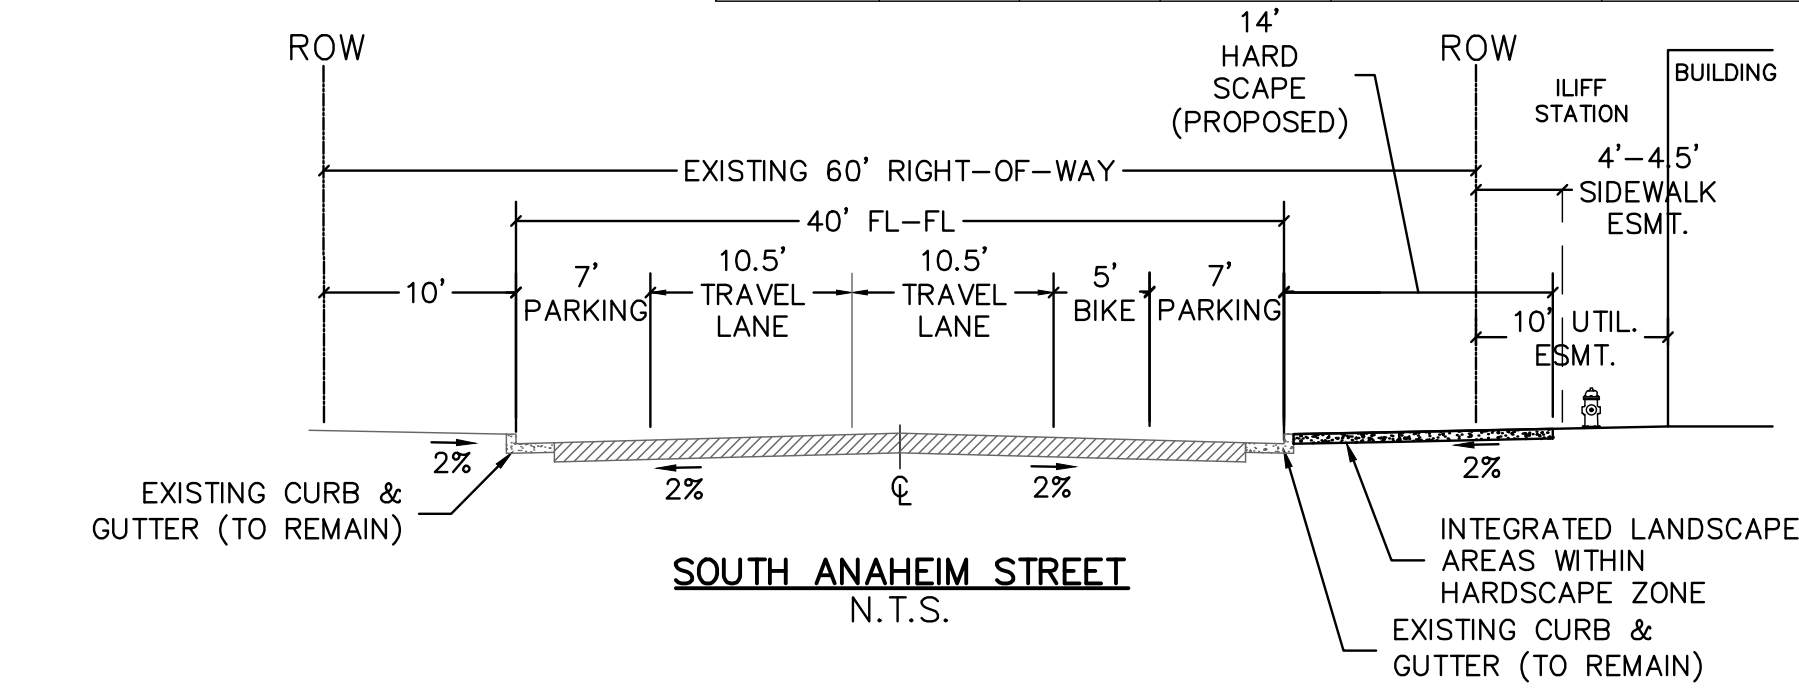 14'
HARD
SCAPE
(PROPOSED)
ROW
ROW
BUILDING
ILIFF
STATION
EXISTING 60' RIGHT-OF-WAY
4'-4.5'
SIDEWALK
ESMT.
40' FL-FL
10'
7'
PARKING
10.5'
TRAVEL
LANE
10.5'
TRAVEL
LANE
5'
BIKE
7'
PARKING
10' UTIL.
ESMT.
2%
2%
℄
2%
2%
EXISTING CURB &
GUTTER (TO REMAIN)
INTEGRATED LANDSCAPE
AREAS WITHIN
HARDSCAPE ZONE
EXISTING CURB &
GUTTER (TO REMAIN)
SOUTH ANAHEIM STREET
N.T.S.